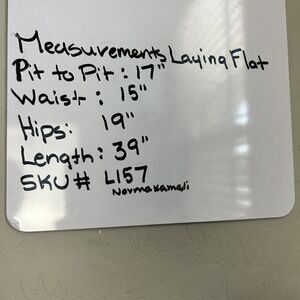 Measurements Laying Flat
Pit to Pit: 17"
Waist: 15"
Hips: 19"
Length: 39"
SKU# L157
Norma Kamali